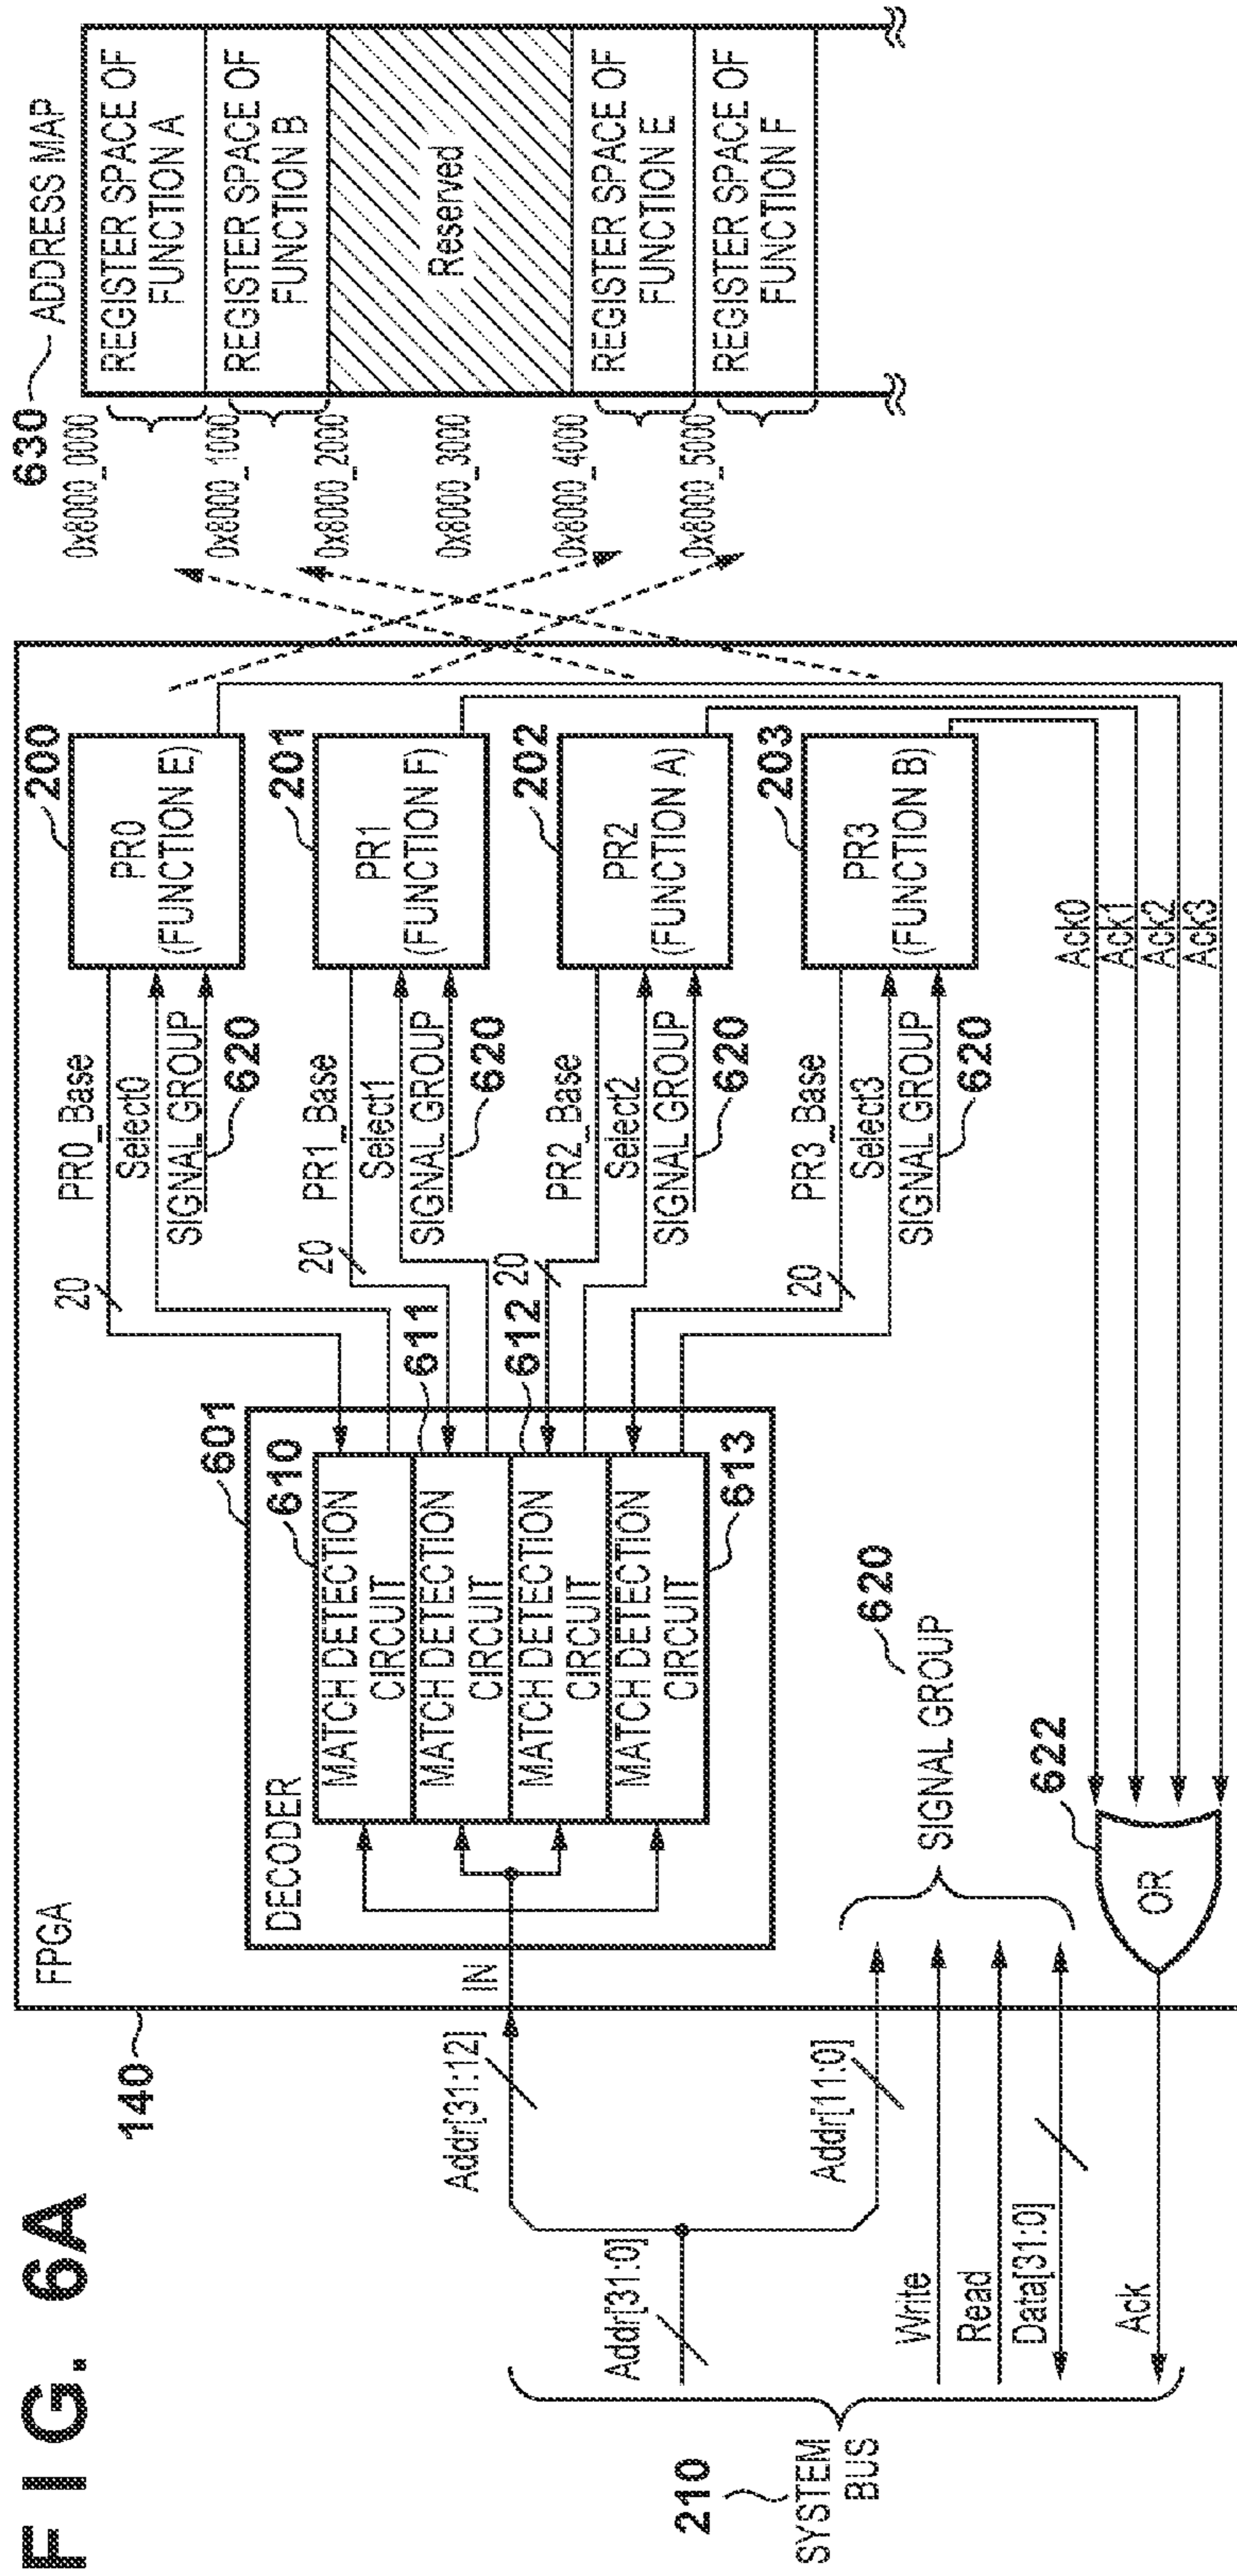 FIG. 6A
140
FPGA
601
DECODER
610
MATCH DETECTION
CIRCUIT
611
MATCH DETECTION
CIRCUIT
612
MATCH DETECTION
CIRCUIT
MATCH DETECTION
CIRCUIT
613
IN
Addr[31:12]
Addr[31:0]
Addr[11:0]
Write
Read
Data[31:0]
Ack
210
SYSTEM
BUS
SIGNAL GROUP
620
622
OR
20
PR0_Base
Select0
SIGNAL GROUP
620
200
PR0
(FUNCTION E)
20
PR1_Base
Select1
SIGNAL GROUP
620
201
PR1
(FUNCTION F)
20
PR2_Base
Select2
SIGNAL GROUP
620
202
PR2
(FUNCTION A)
20
PR3_Base
Select3
SIGNAL GROUP
620
203
PR3
(FUNCTION B)
Ack0
Ack1
Ack2
Ack3
630 ADDRESS MAP
0x8000_0000
REGISTER SPACE OF
FUNCTION A
0x8000_1000
REGISTER SPACE OF
FUNCTION B
0x8000_2000
0x8000_3000
Reserved
0x8000_4000
REGISTER SPACE OF
FUNCTION E
0x8000_5000
REGISTER SPACE OF
FUNCTION F